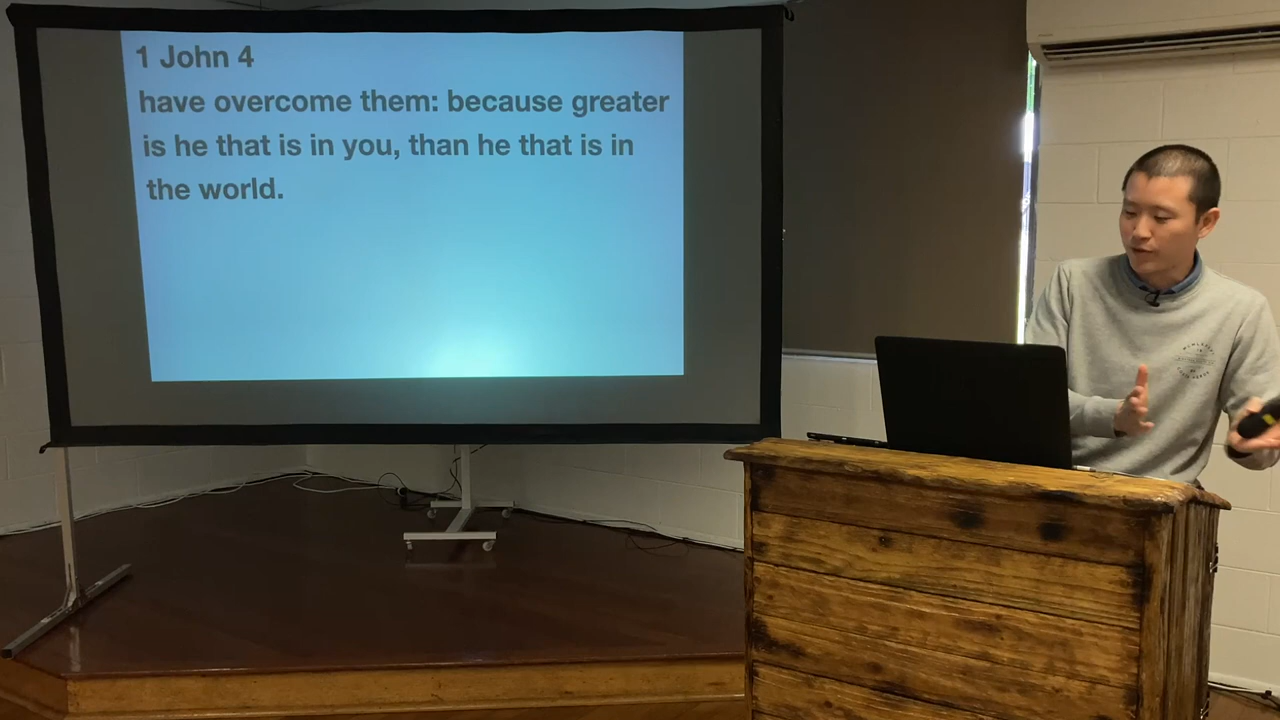 1 John 4
have overcome them: because greater
is he that is in you, than he that is in
the world.